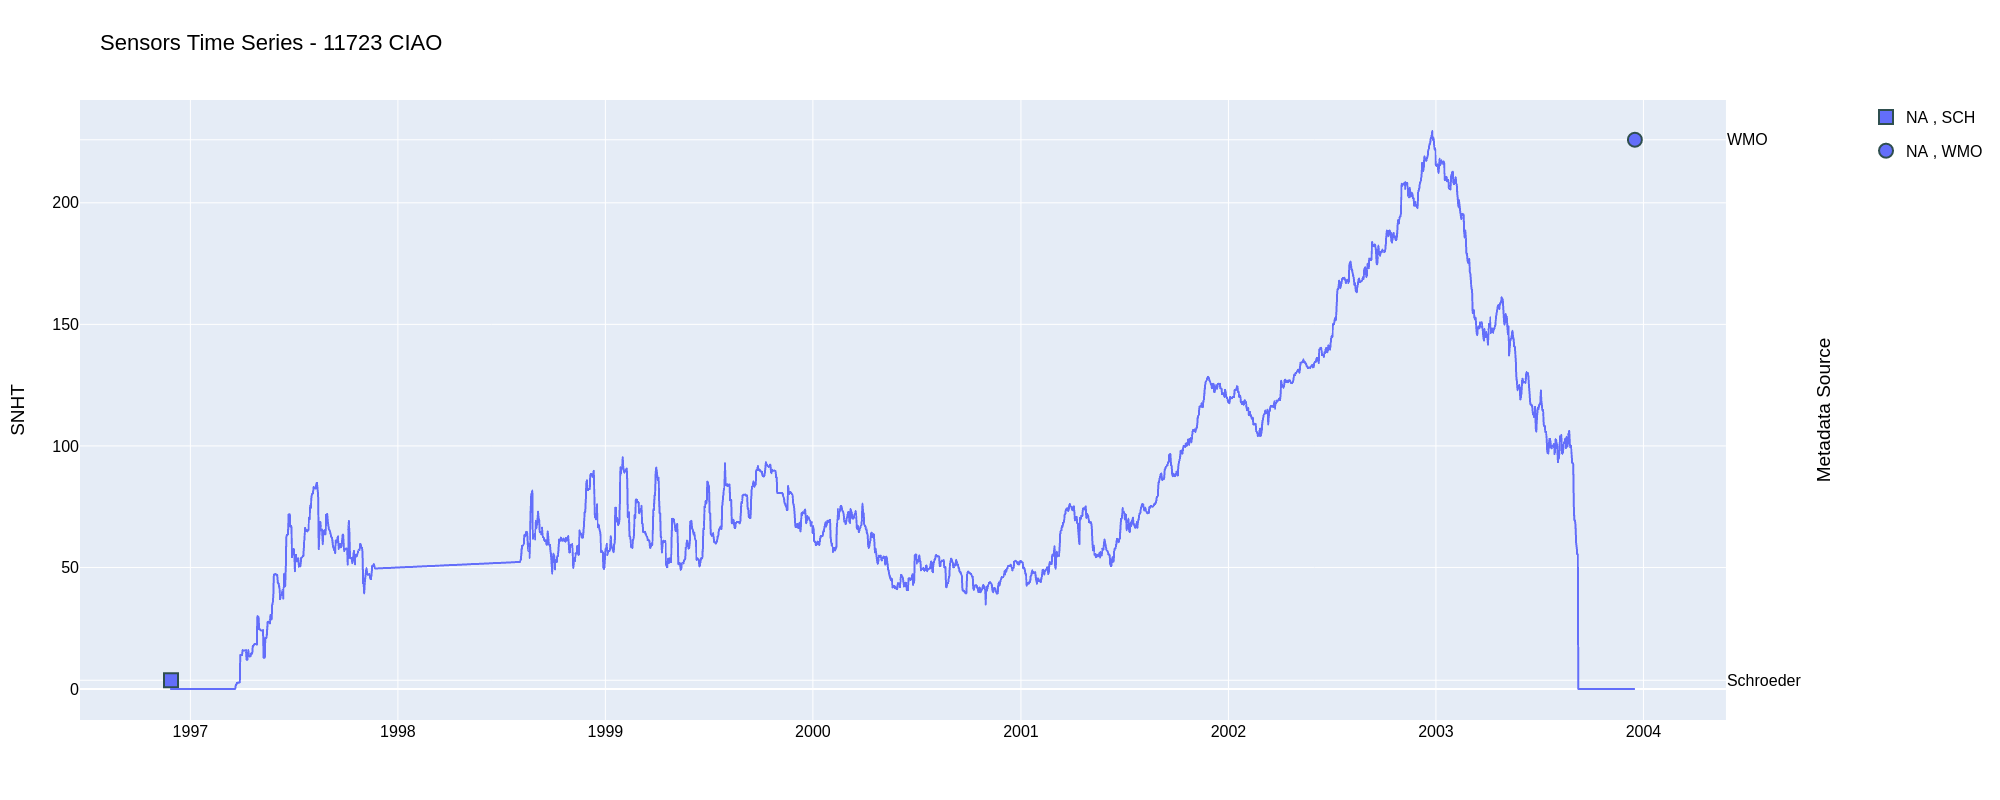 Sensors Time Series - 11723 CIAO
NA , SCH
NA , WMO
WMO
Schroeder
Metadata Source
SNHT
200
150
100
50
0
1997 1998 1999 2000 2001 2002 2003 2004